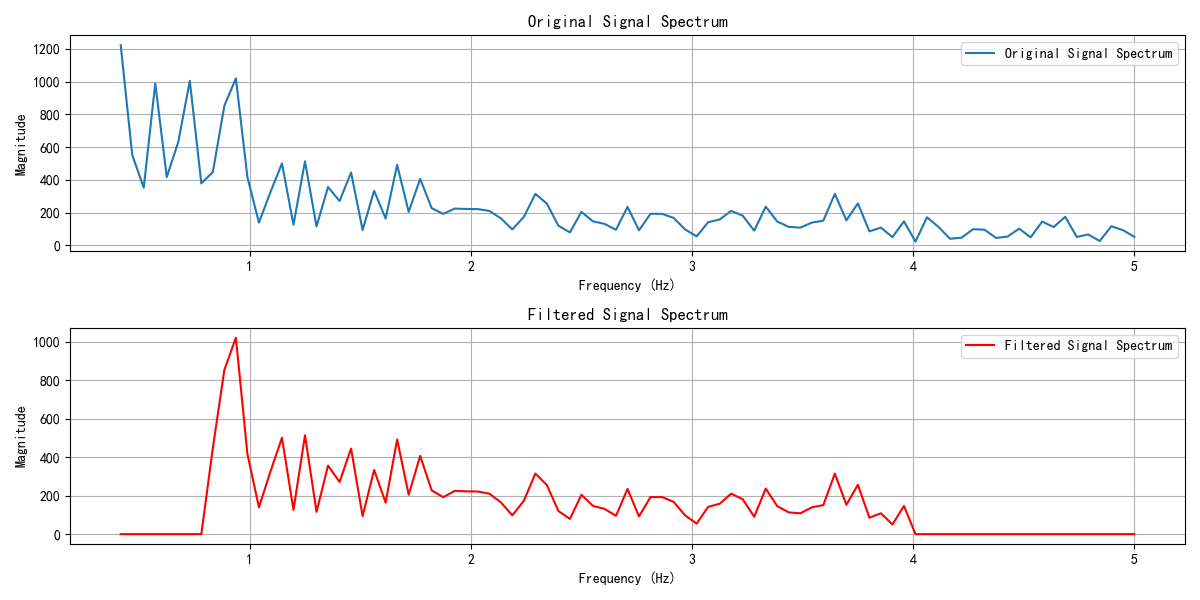 Original Signal Spectrum
Original Signal Spectrum
1200
1000
800
600
400
200
0
Magnitude
1 2 3 4 5
Frequency (Hz)
Filtered Signal Spectrum
Filtered Signal Spectrum
1000
800
600
400
200
0
Magnitude
1 2 3 4 5
Frequency (Hz)